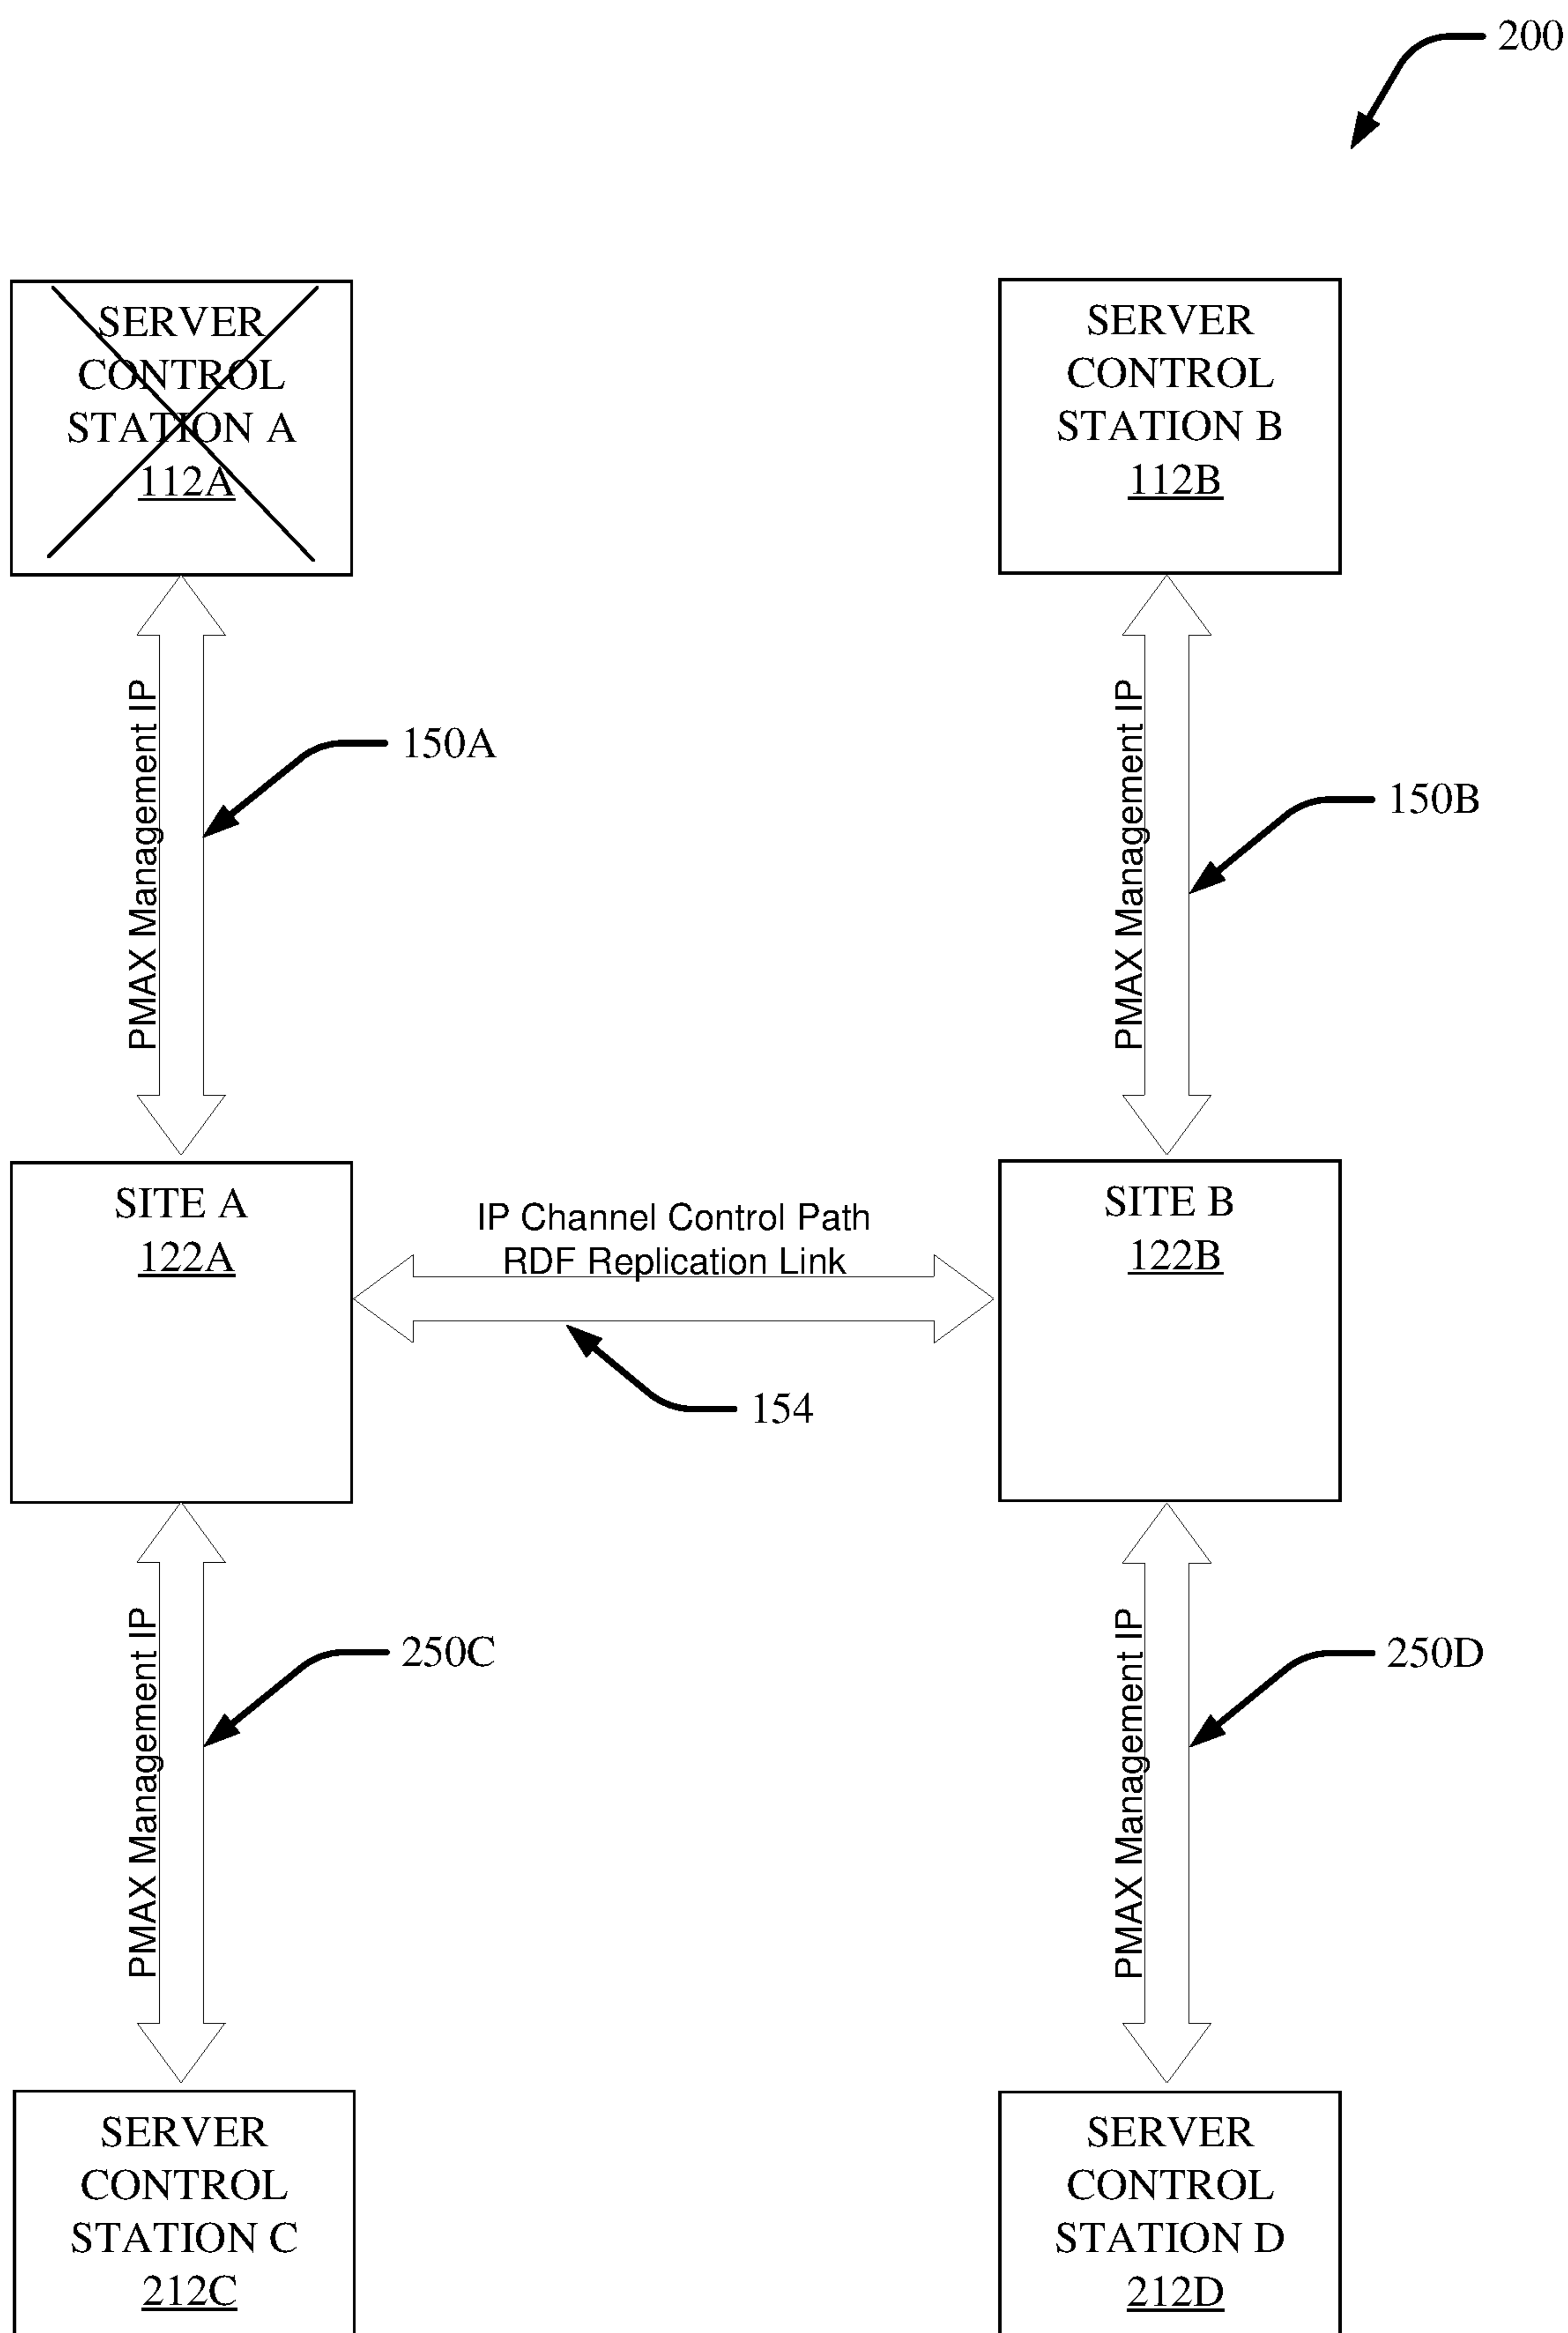 200
SERVER
CONTROL
STATION A
112A
SERVER
CONTROL
STATION B
112B
PMAX Management IP
150A
PMAX Management IP
150B
SITE A
122A
IP Channel Control Path
RDF Replication Link
154
SITE B
122B
PMAX Management IP
250C
PMAX Management IP
250D
SERVER
CONTROL
STATION C
212C
SERVER
CONTROL
STATION D
212D